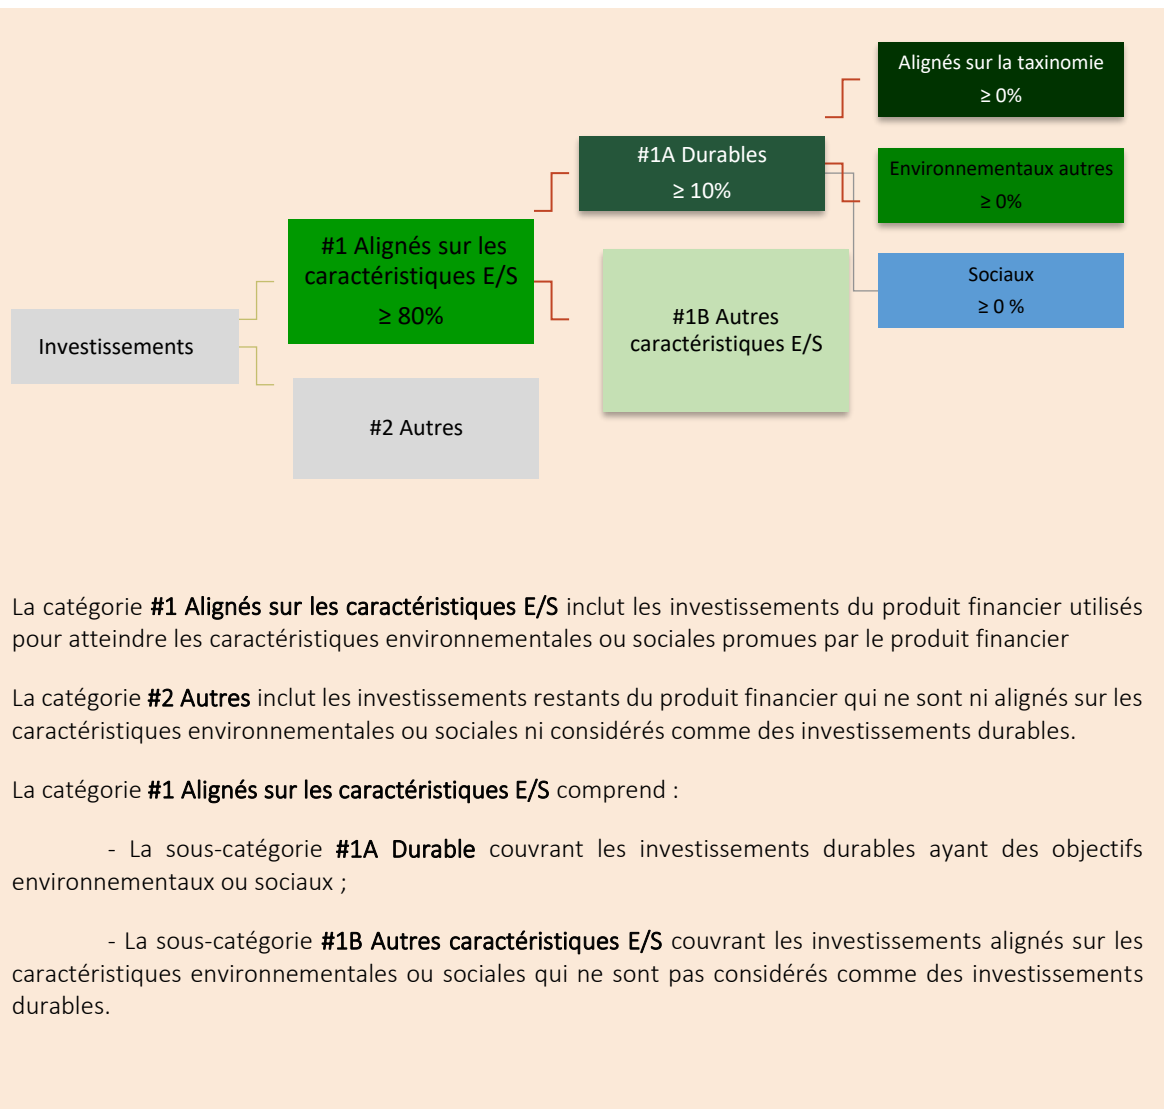 Alignés sur la taxinomie
≥ 0%
#1A Durables
≥ 10%
Environnementaux autres
≥ 0%
#1 Alignés sur les
caractéristiques E/S
≥ 80%
Sociaux
≥ 0 %
#1B Autres
caractéristiques E/S
Investissements
#2 Autres
La catégorie #1 Alignés sur les caractéristiques E/S inclut les investissements du produit financier utilisés
pour atteindre les caractéristiques environnementales ou sociales promues par le produit financier
La catégorie #2 Autres inclut les investissements restants du produit financier qui ne sont ni alignés sur les
caractéristiques environnementales ou sociales ni considérés comme des investissements durables.
La catégorie #1 Alignés sur les caractéristiques E/S comprend :
- La sous-catégorie #1A Durable couvrant les investissements durables ayant des objectifs
environnementaux ou sociaux ;
- La sous-catégorie #1B Autres caractéristiques E/S couvrant les investissements alignés sur les
caractéristiques environnementales ou sociales qui ne sont pas considérés comme des investissements
durables.